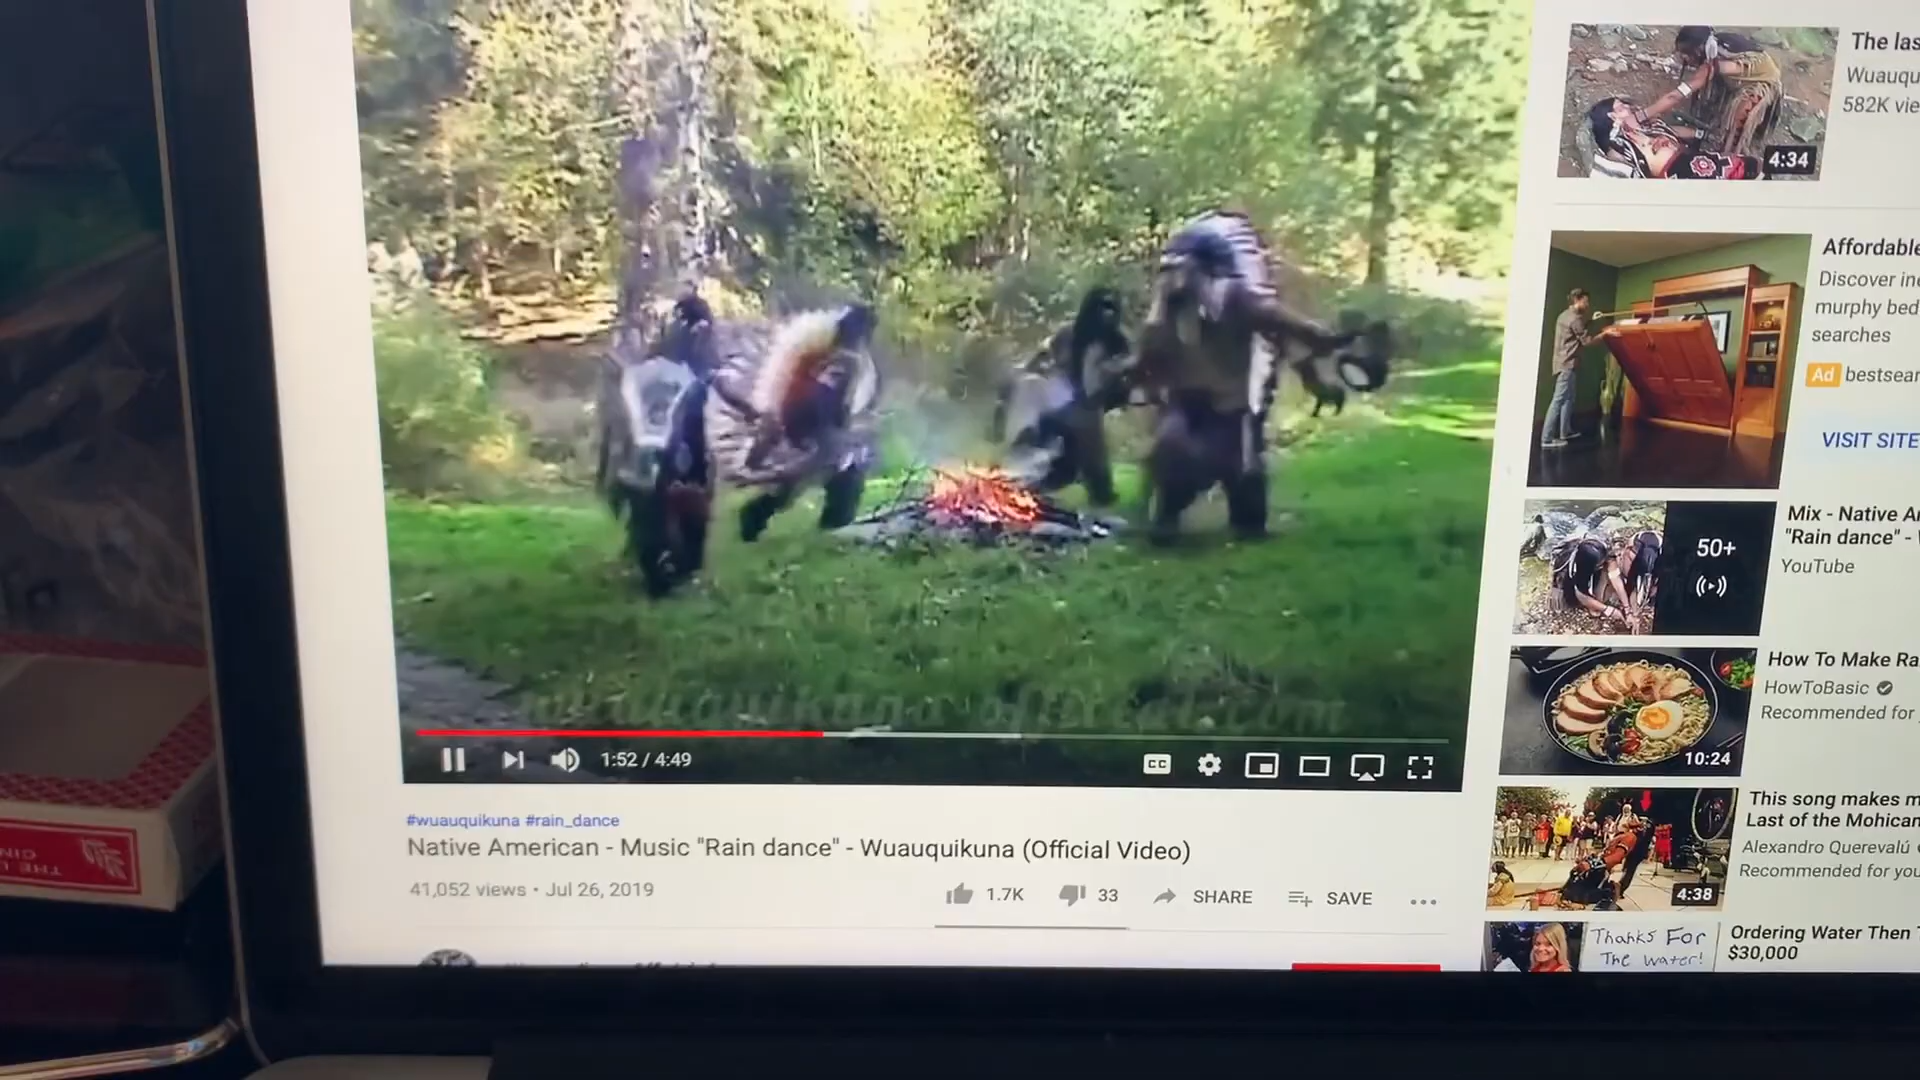 1:52 / 4:49
CC
#wuauquikuna #rain_dance
Native American - Music "Rain dance" - Wuauquikuna (Official Video)
41,052 views • Jul 26, 2019
1.7K
33
SHARE
SAVE
The las
Wuauqu
582K vie
4:34
Affordable
Discover in
murphy bed
searches
Ad bestsear
VISIT SITE
Mix - Native A
"Rain dance" -
YouTube
50+
How To Make Ra
HowToBasic
Recommended for
10:24
This song makes m
Last of the Mohican
Alexandro Querevalú
Recommended for you
4:38
Ordering Water Then
$30,000
Thanks For
The Water!
THE